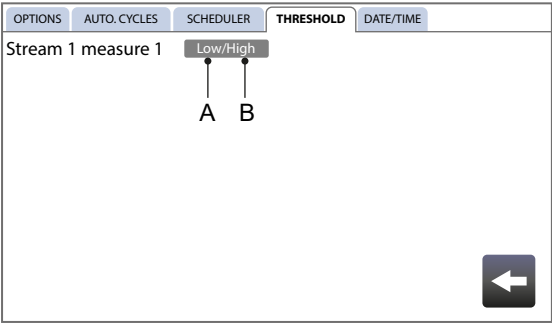 OPTIONS AUTO. CYCLES SCHEDULER THRESHOLD DATE/TIME
Stream 1 measure 1 Low/High
A B